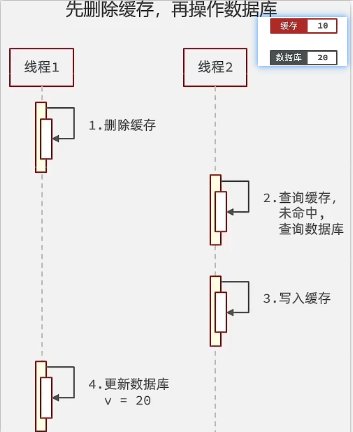 先删除缓存，再操作数据库
缓存 10
数据库 20
线程1
线程2
1.删除缓存
2.查询缓存，
未命中，
查询数据库
3.写入缓存
4.更新数据库
v = 20